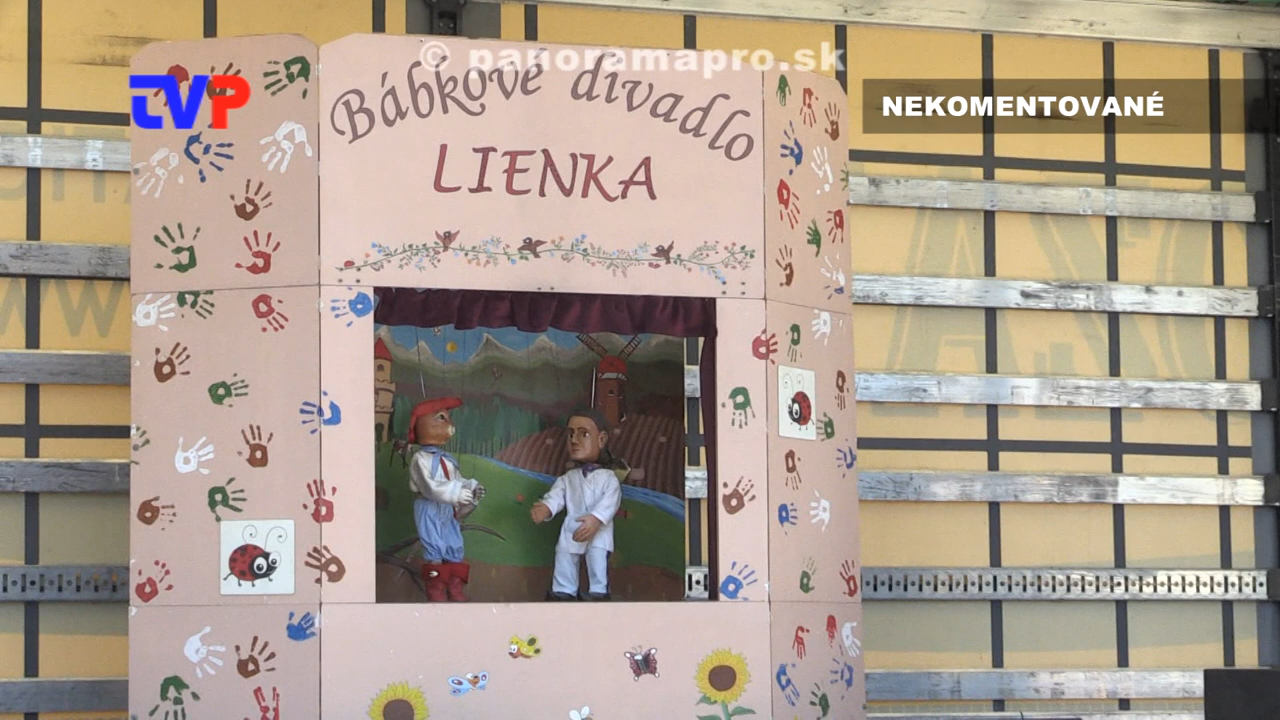 © panoramapro.sk
TVP
NEKOMENTOVANÉ
Bábkové divadlo
LIENKA